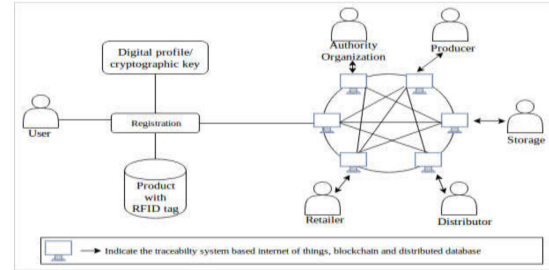 Digital profile/
cryptographic key
Authority
Organization
Producer
User
Registration
Storage
Product
with
RFID tag
Retailer
Distributor
Indicate the traceabilty system based internet of things, blockchain and distributed database